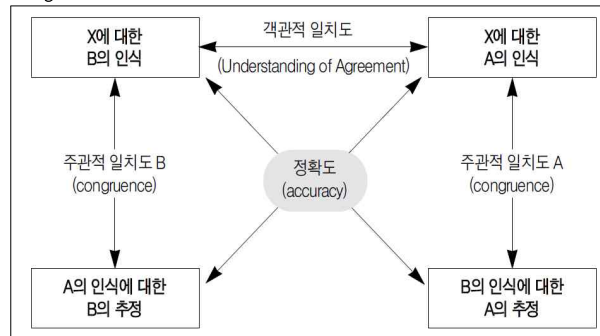 X에 대한
B의 인식
객관적 일치도
(Understanding of Agreement)
X에 대한
A의 인식
주관적 일치도 B
(congruence)
정확도
(accuracy)
주관적 일치도 A
(congruence)
A의 인식에 대한
B의 추정
B의 인식에 대한
A의 추정